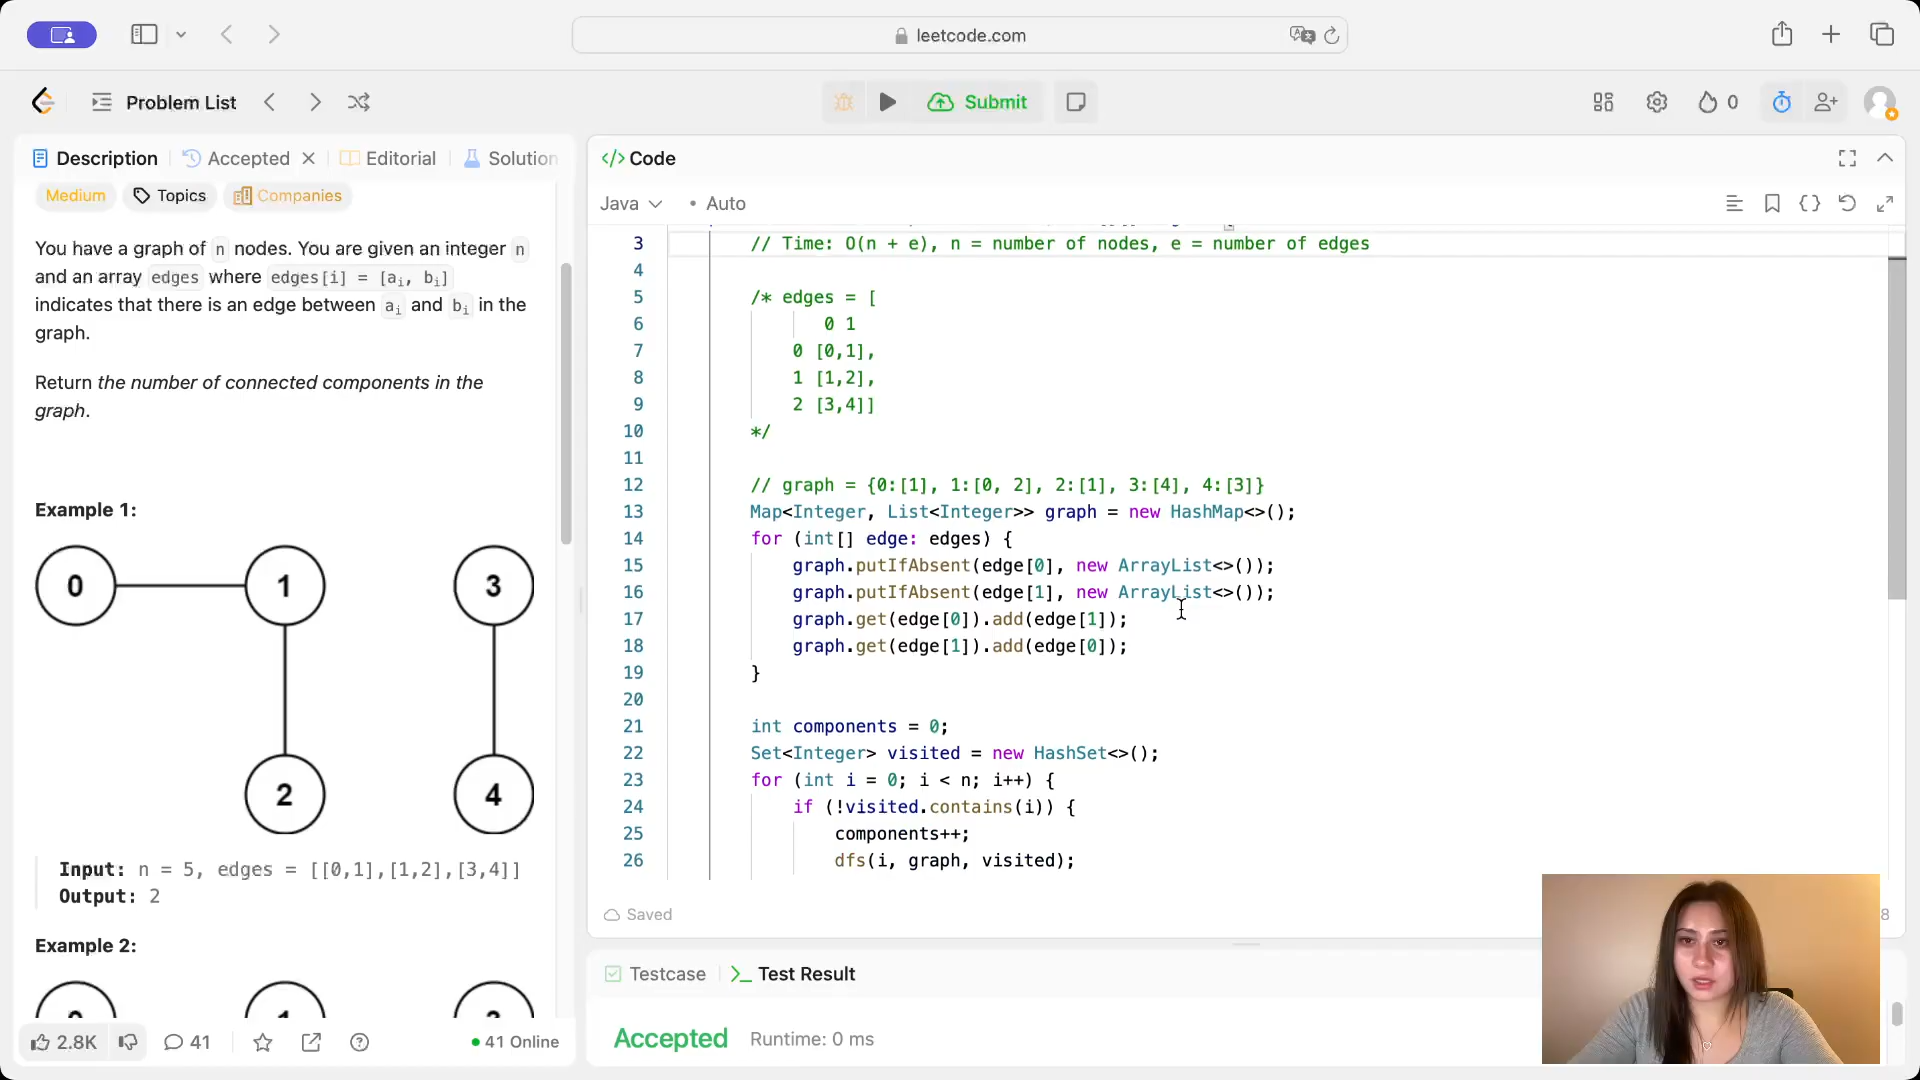 leetcode.com
Problem List
Submit
0
Description
Accepted
Editorial
Solution
Medium
Topics
Companies
You have a graph of n nodes. You are given an integer n
and an array edges where edges[i] = [ai, bi]
indicates that there is an edge between ai and bi in the
graph.
Return the number of connected components in the
graph.
Example 1:
0
1
3
2
4
Input: n = 5, edges = [[0,1],[1,2],[3,4]]
Output: 2
Example 2:
2.8K
41
41 Online
</> Code
Java
• Auto
3 // Time: O(n + e), n = number of nodes, e = number of edges
4
5 /* edges = [
6 0 1
7 0 [0,1],
8 1 [1,2],
9 2 [3,4]]
10 */
11
12 // graph = {0:[1], 1:[0, 2], 2:[1], 3:[4], 4:[3]}
13 Map<Integer, List<Integer>> graph = new HashMap<>();
14 for (int[] edge: edges) {
15 graph.putIfAbsent(edge[0], new ArrayList<>());
16 graph.putIfAbsent(edge[1], new ArrayList<>());
17 graph.get(edge[0]).add(edge[1]);
18 graph.get(edge[1]).add(edge[0]);
19 }
20
21 int components = 0;
22 Set<Integer> visited = new HashSet<>();
23 for (int i = 0; i < n; i++) {
24 if (!visited.contains(i)) {
25 components++;
26 dfs(i, graph, visited);
Saved
8
Testcase
Test Result
Accepted
Runtime: 0 ms